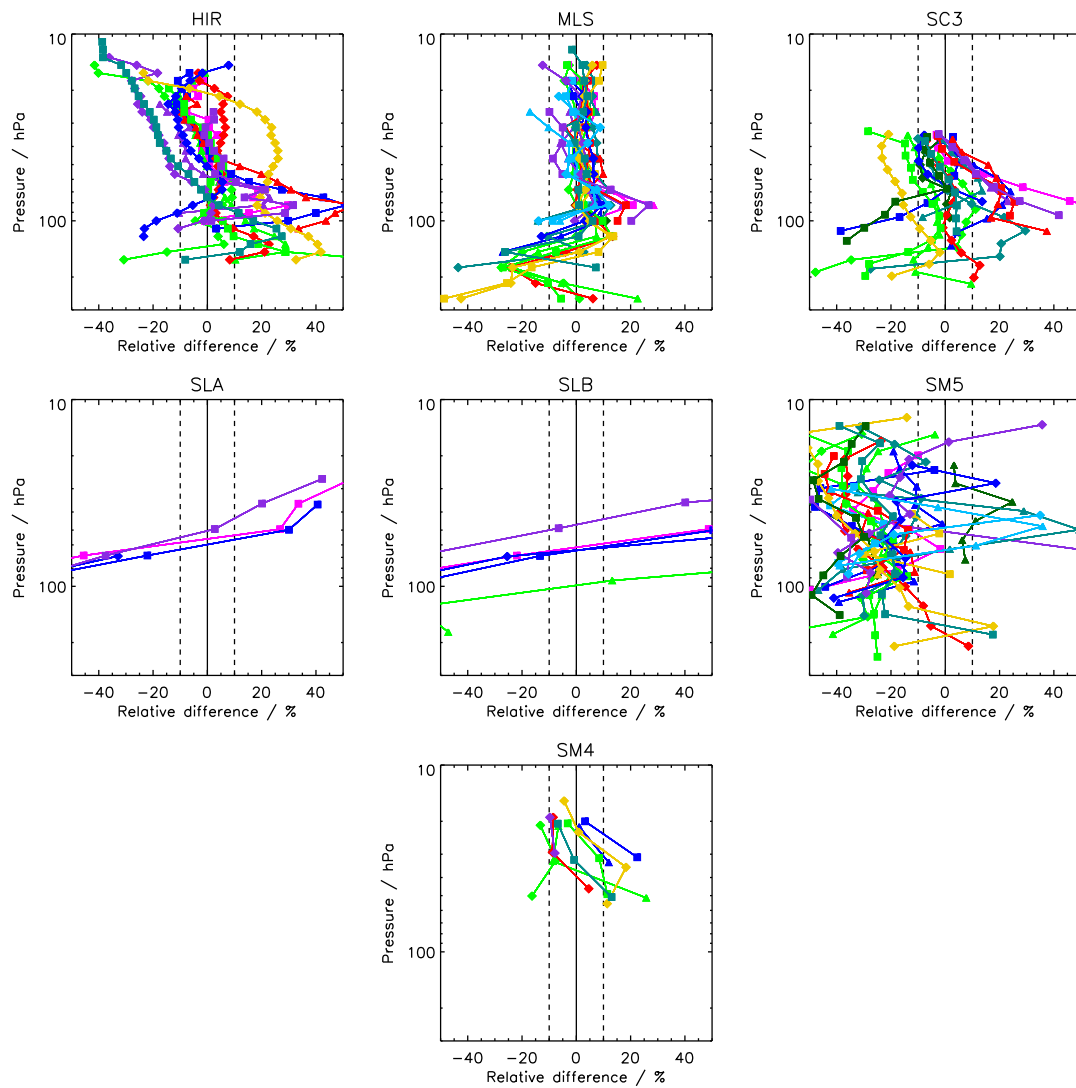 HIR
10
100
Pressure / hPa
−40 −20 0 20 40
Relative difference / %
MLS
10
100
Pressure / hPa
−40 −20 0 20 40
Relative difference / %
SC3
10
100
Pressure / hPa
−40 −20 0 20 40
Relative difference / %
SLA
10
100
Pressure / hPa
−40 −20 0 20 40
Relative difference / %
SLB
10
100
Pressure / hPa
−40 −20 0 20 40
Relative difference / %
SM5
10
100
Pressure / hPa
−40 −20 0 20 40
Relative difference / %
SM4
10
100
Pressure / hPa
−40 −20 0 20 40
Relative difference / %